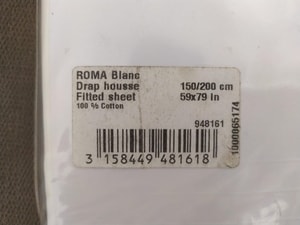 ROMA Blanc
Drap housse 150/200 cm
Fitted sheet 59x79 In
100 % Cotton
948161
3 158449 481618
1000065174